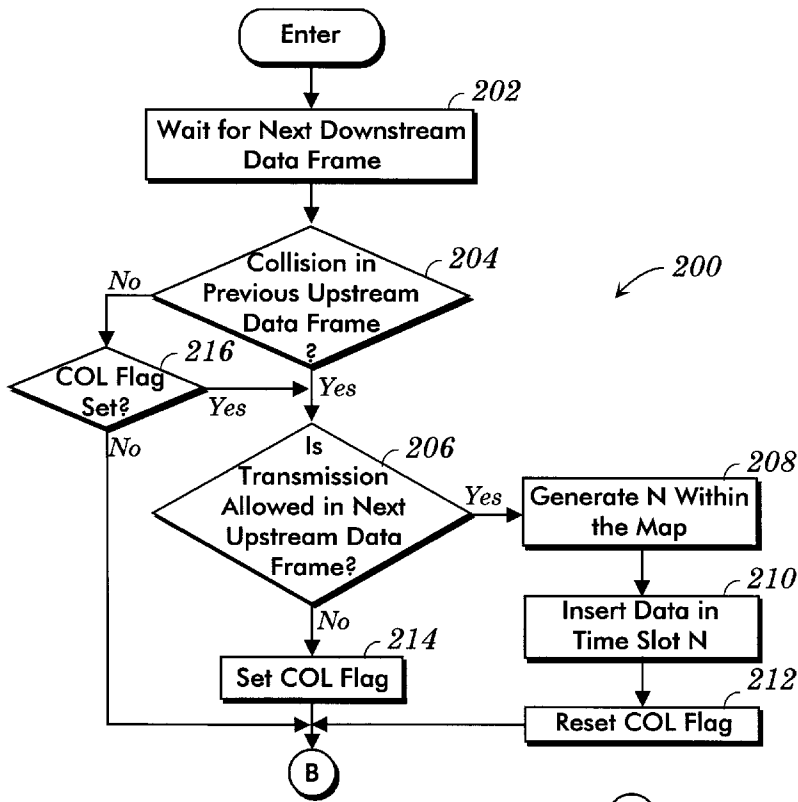 Enter
202
Wait for Next Downstream
Data Frame
204
Collision in
Previous Upstream
Data Frame
?
200
No
216
COL Flag
Set?
Yes
Yes
No
206
Is
Transmission
Allowed in Next
Upstream Data
Frame?
Yes
208
Generate N Within
the Map
210
Insert Data in
Time Slot N
No
214
Set COL Flag
212
Reset COL Flag
B